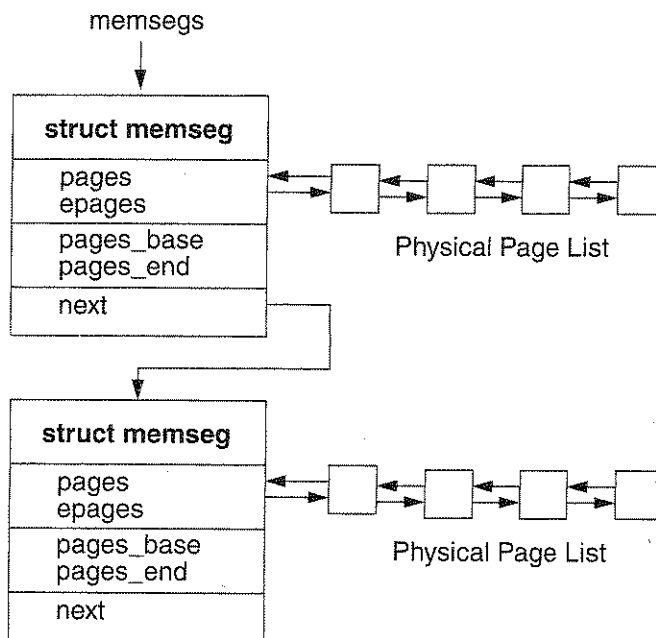 memsegs
struct memseg
pages
epages
pages_base
pages_end
next
Physical Page List
struct memseg
pages
epages
pages_base
pages_end
next
Physical Page List